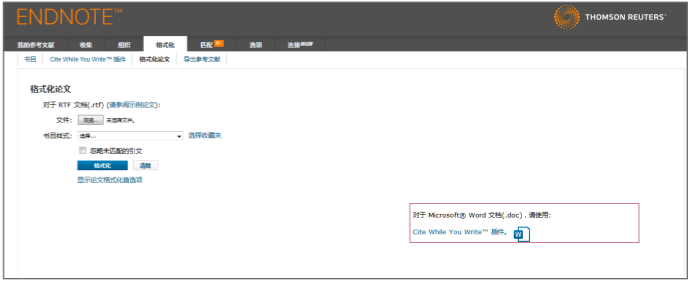 ENDNOTE™
THOMSON REUTERS™
我的参考文献 收集 组织 格式化 匹配 选项 连接
书目 Cite While You Write™ 插件 格式化论文 导出参考文献
格式化论文
对于 RTF 文档(.rtf) (请参阅示例论文):
文件: 浏览... 未选择文件。
书目样式: 选择... 选择收藏夹
忽略未匹配的引文
格式化 清除
显示论文格式化首选项
对于 Microsoft® Word 文档(.doc) , 请使用:
Cite While You Write™ 插件。